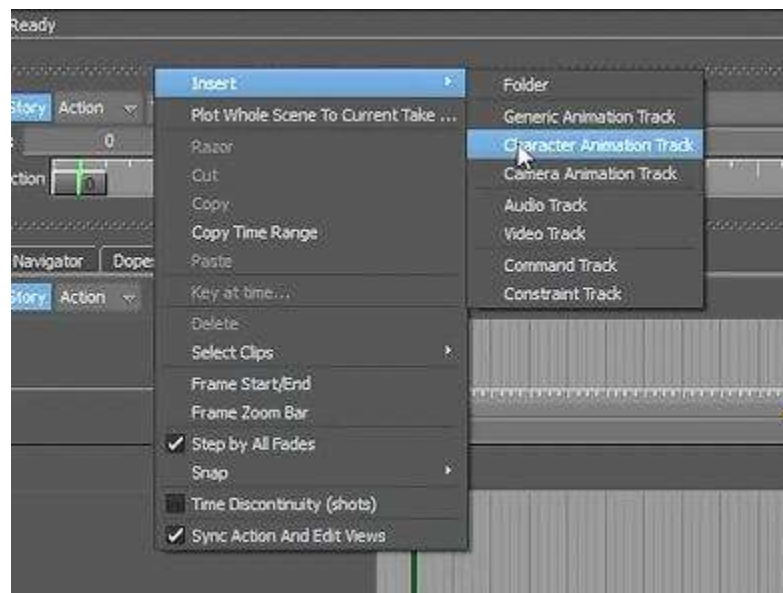 Ready
Story Action
0
ction 0
Navigator Dope
Story Action
Insert
Plot Whole Scene To Current Take ...
Razor
Cut
Copy
Copy Time Range
Paste
Key at time...
Delete
Select Clips
Frame Start/End
Frame Zoom Bar
Step by All Fades
Snap
Time Discontinuity (shots)
Sync Action And Edit Views
Folder
Generic Animation Track
Character Animation Track
Camera Animation Track
Audio Track
Video Track
Command Track
Constraint Track